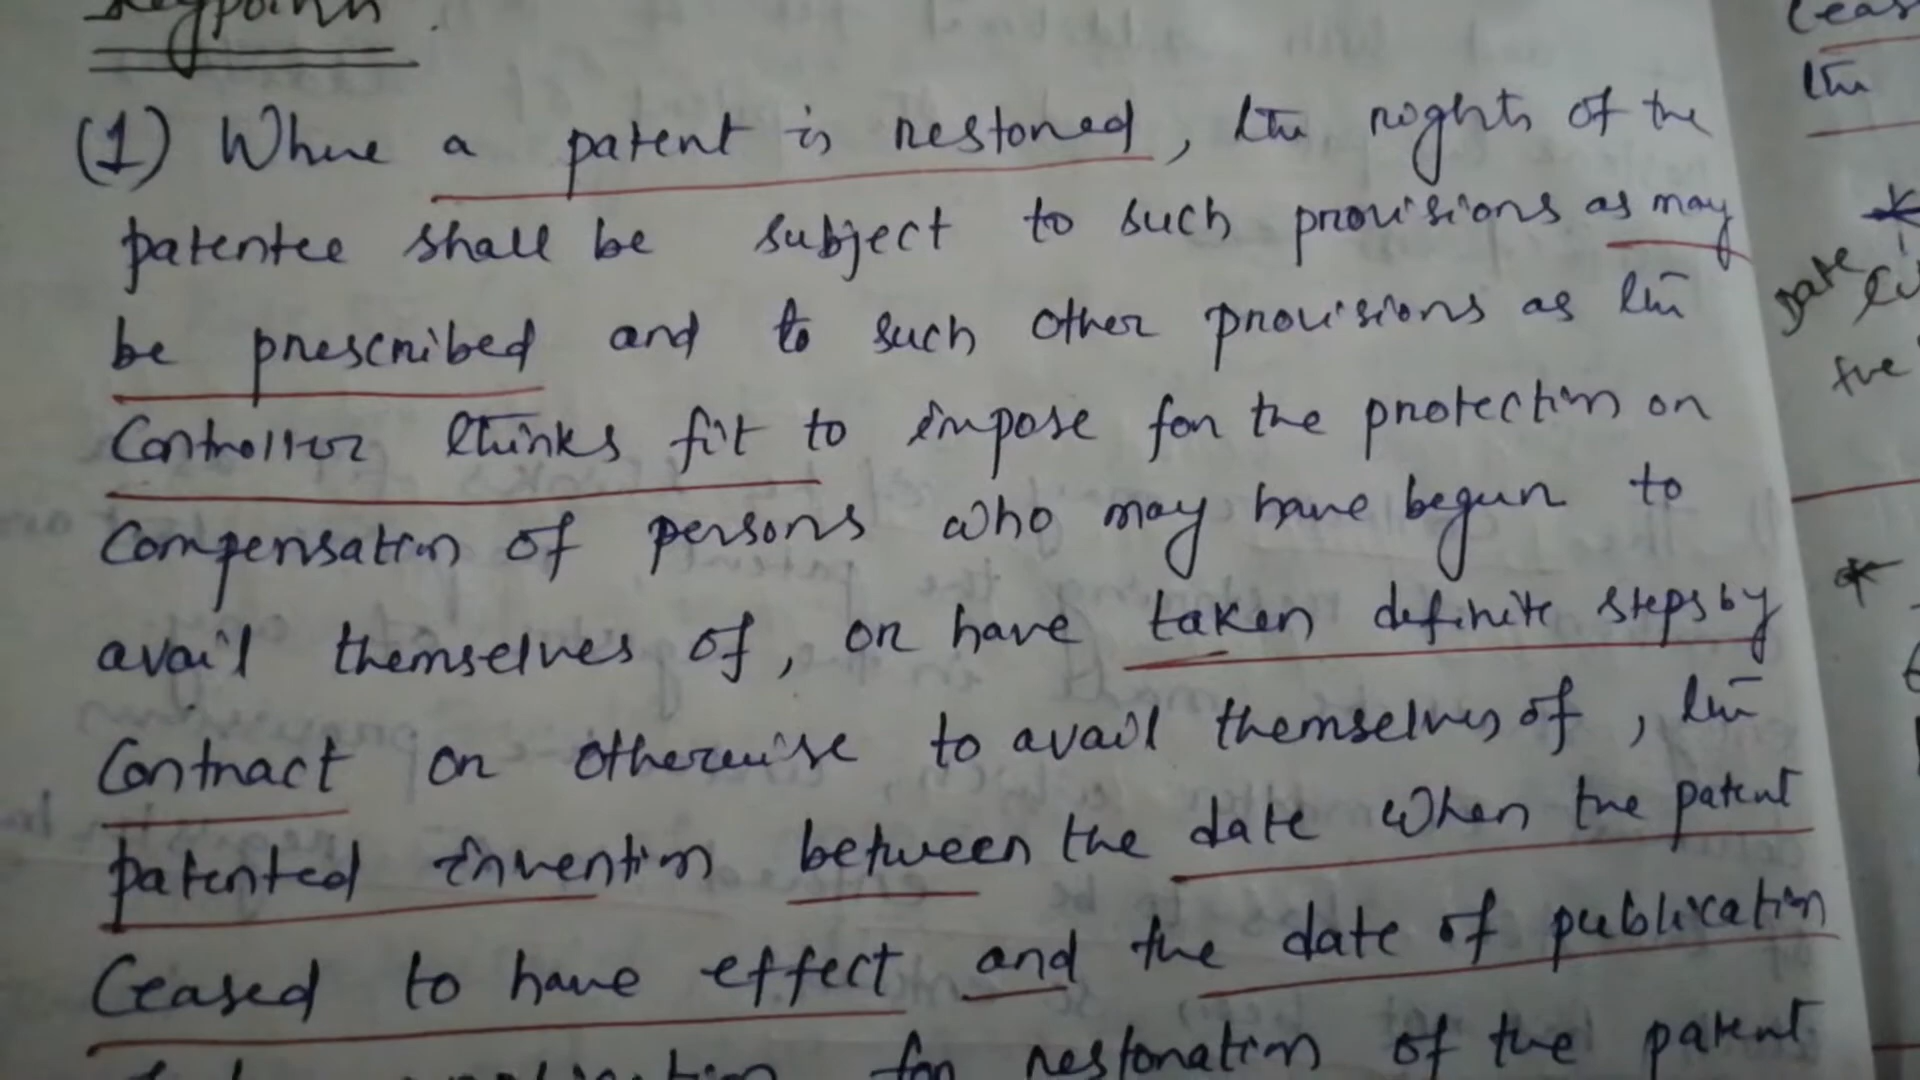 Keypoints
(1) Where a patent is restored, the rights of the
patentee shall be subject to such provisions as may
be prescribed and to such other provisions as the
Controller thinks fit to impose for the protection or
Compensation of persons who may have begun to
avail themselves of, or have taken definite steps by
Contract or otherwise to avail themselves of, the
patented invention between the date when the patent
Ceased to have effect and the date of publication
for restoration of the patent
the
Date